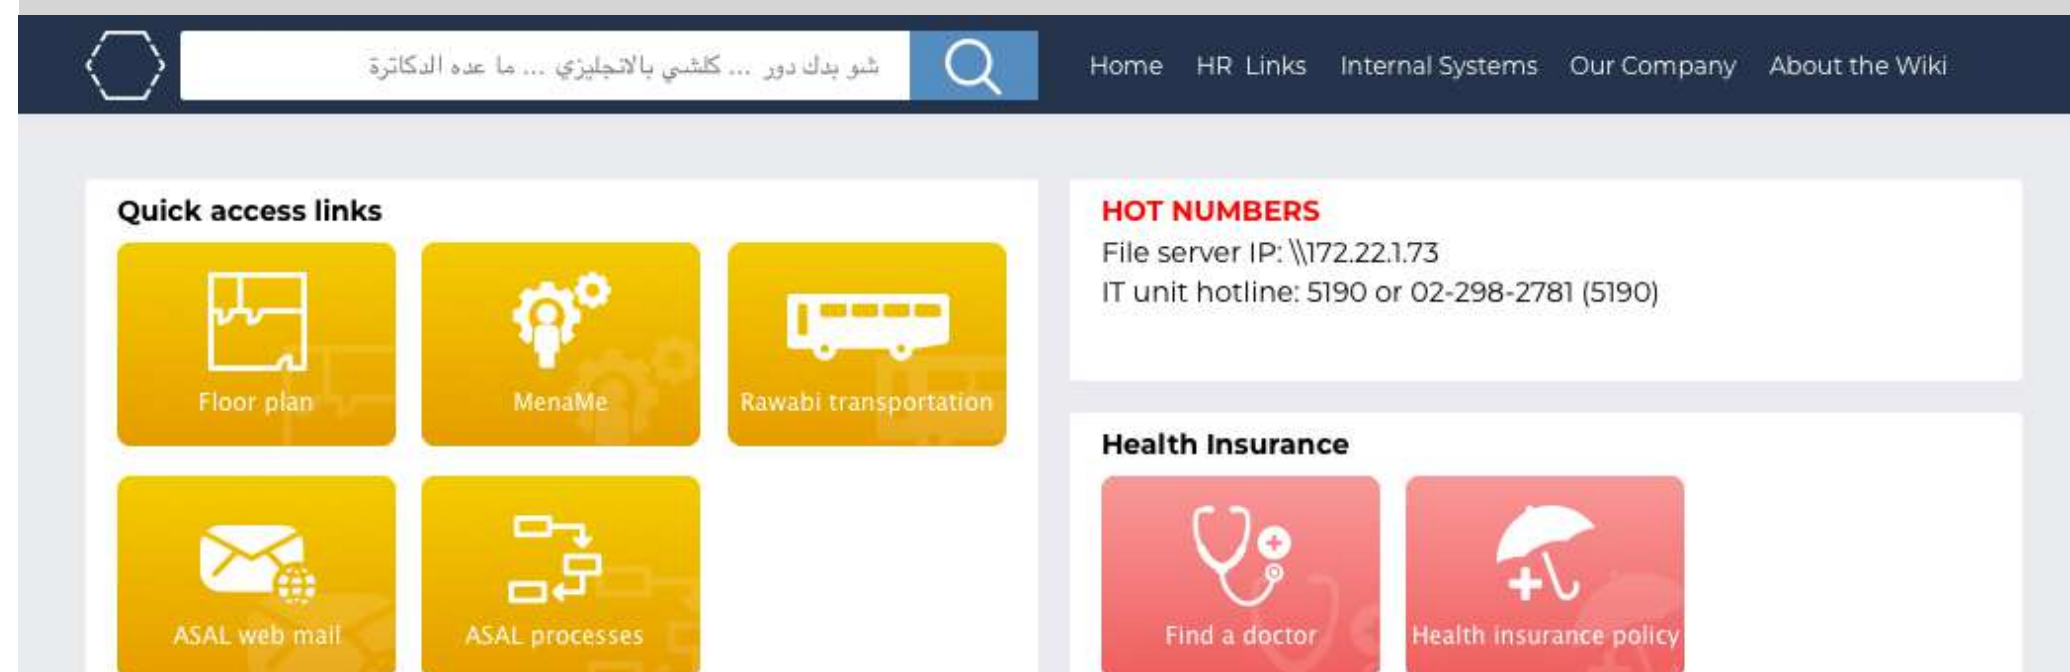 شو بدك دور ... كلشي بالانجليزي ... ما عده الدكاترة
Home HR Links Internal Systems Our Company About the Wiki
Quick access links
Floor plan
MenaMe
Rawabi transportation
ASAL web mail
ASAL processes
HOT NUMBERS
File server IP: \\172.22.1.73
IT unit hotline: 5190 or 02-298-2781 (5190)
Health Insurance
Find a doctor
Health insurance policy